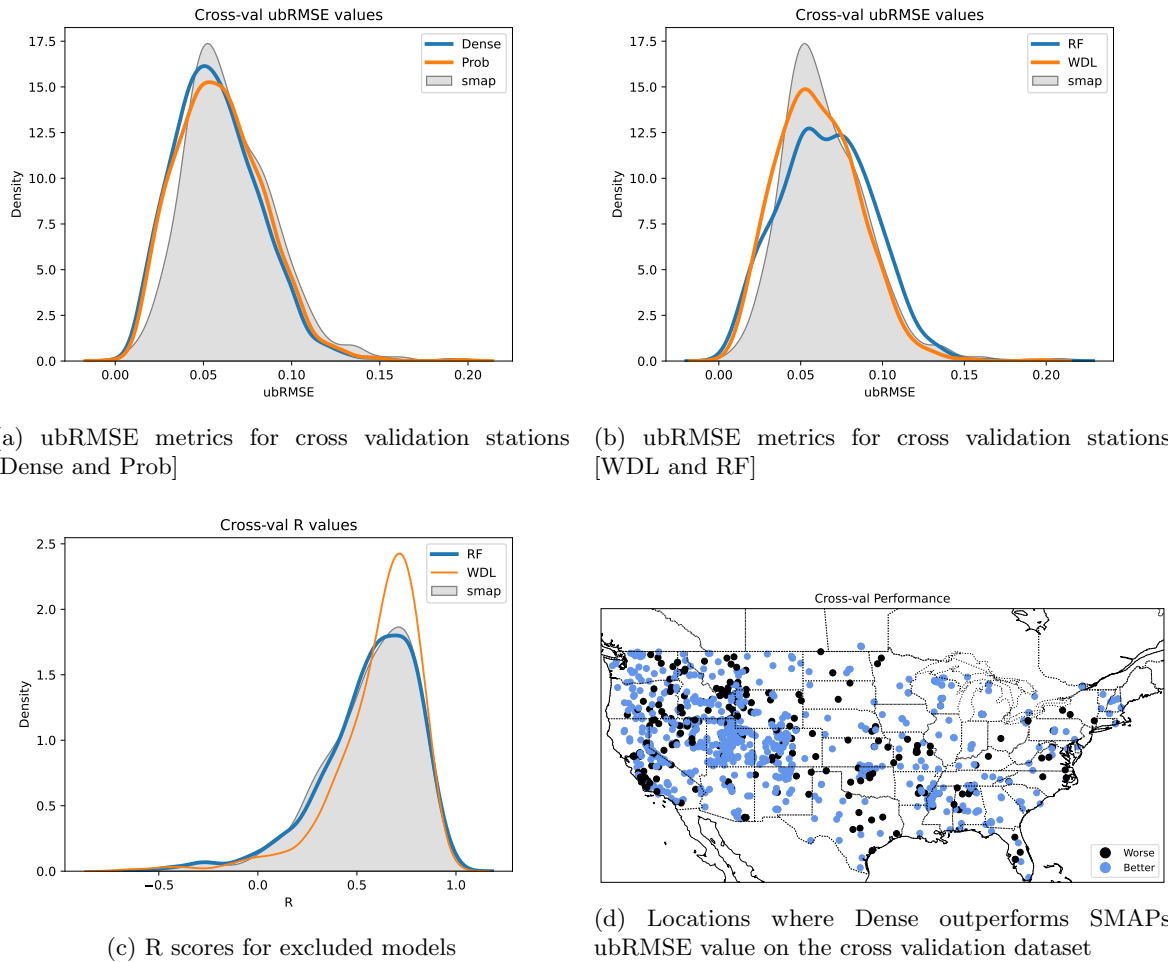 Cross-val ubRMSE values
17.5
15.0
12.5
10.0
7.5
5.0
2.5
0.0
Density
Dense
Prob
smap
0.00 0.05 0.10 0.15 0.20
ubRMSE
a) ubRMSE metrics for cross validation stations
Dense and Prob]
Cross-val ubRMSE values
17.5
15.0
12.5
10.0
7.5
5.0
2.5
0.0
Density
RF
WDL
smap
0.00 0.05 0.10 0.15 0.20
ubRMSE
(b) ubRMSE metrics for cross validation stations
[WDL and RF]
Cross-val R values
2.5
2.0
1.5
1.0
0.5
0.0
Density
RF
WDL
smap
−0.5 0.0 0.5 1.0
R
(c) R scores for excluded models
Cross-val Performance
Worse
Better
(d) Locations where Dense outperforms SMAPs
ubRMSE value on the cross validation dataset